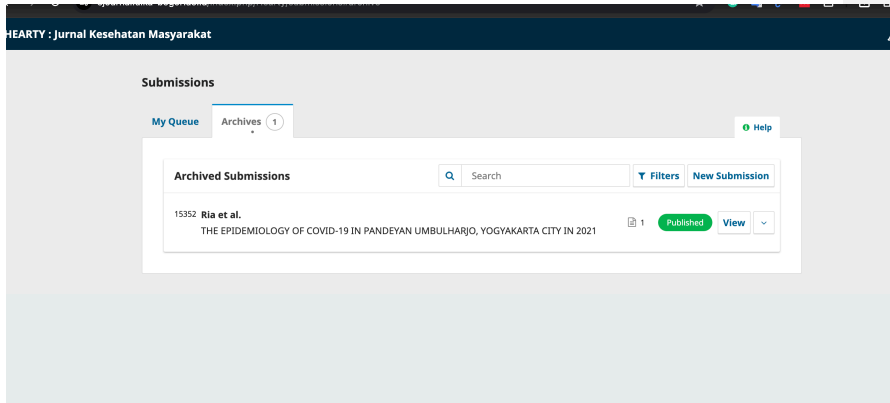 HEARTY : Jurnal Kesehatan Masyarakat
Submissions
My Queue Archives 1
Help
Archived Submissions Search Filters New Submission
15352 Ria et al. 1 Published View
THE EPIDEMIOLOGY OF COVID-19 IN PANDEYAN UMBULHARJO, YOGYAKARTA CITY IN 2021